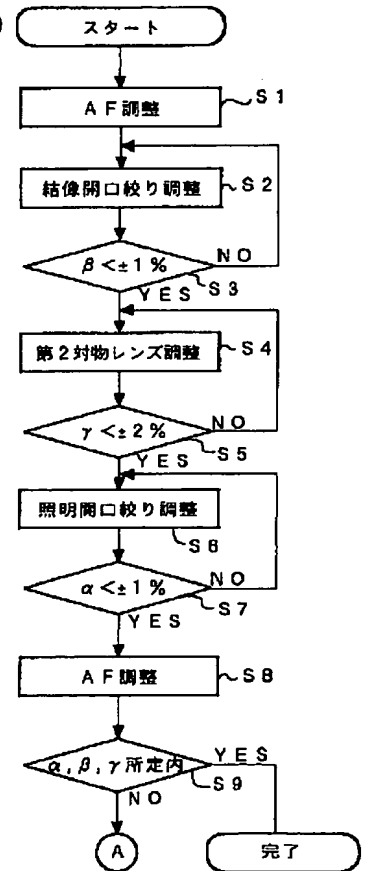 スタート
AF調整
S1
結像開口絞り調整
S2
β<±1%
NO
S3
YES
第2対物レンズ調整
S4
γ<±2%
NO
S5
YES
照明開口絞り調整
S6
α<±1%
NO
S7
YES
AF調整
S8
α,β,γ所定内
YES
S9
NO
A
完了